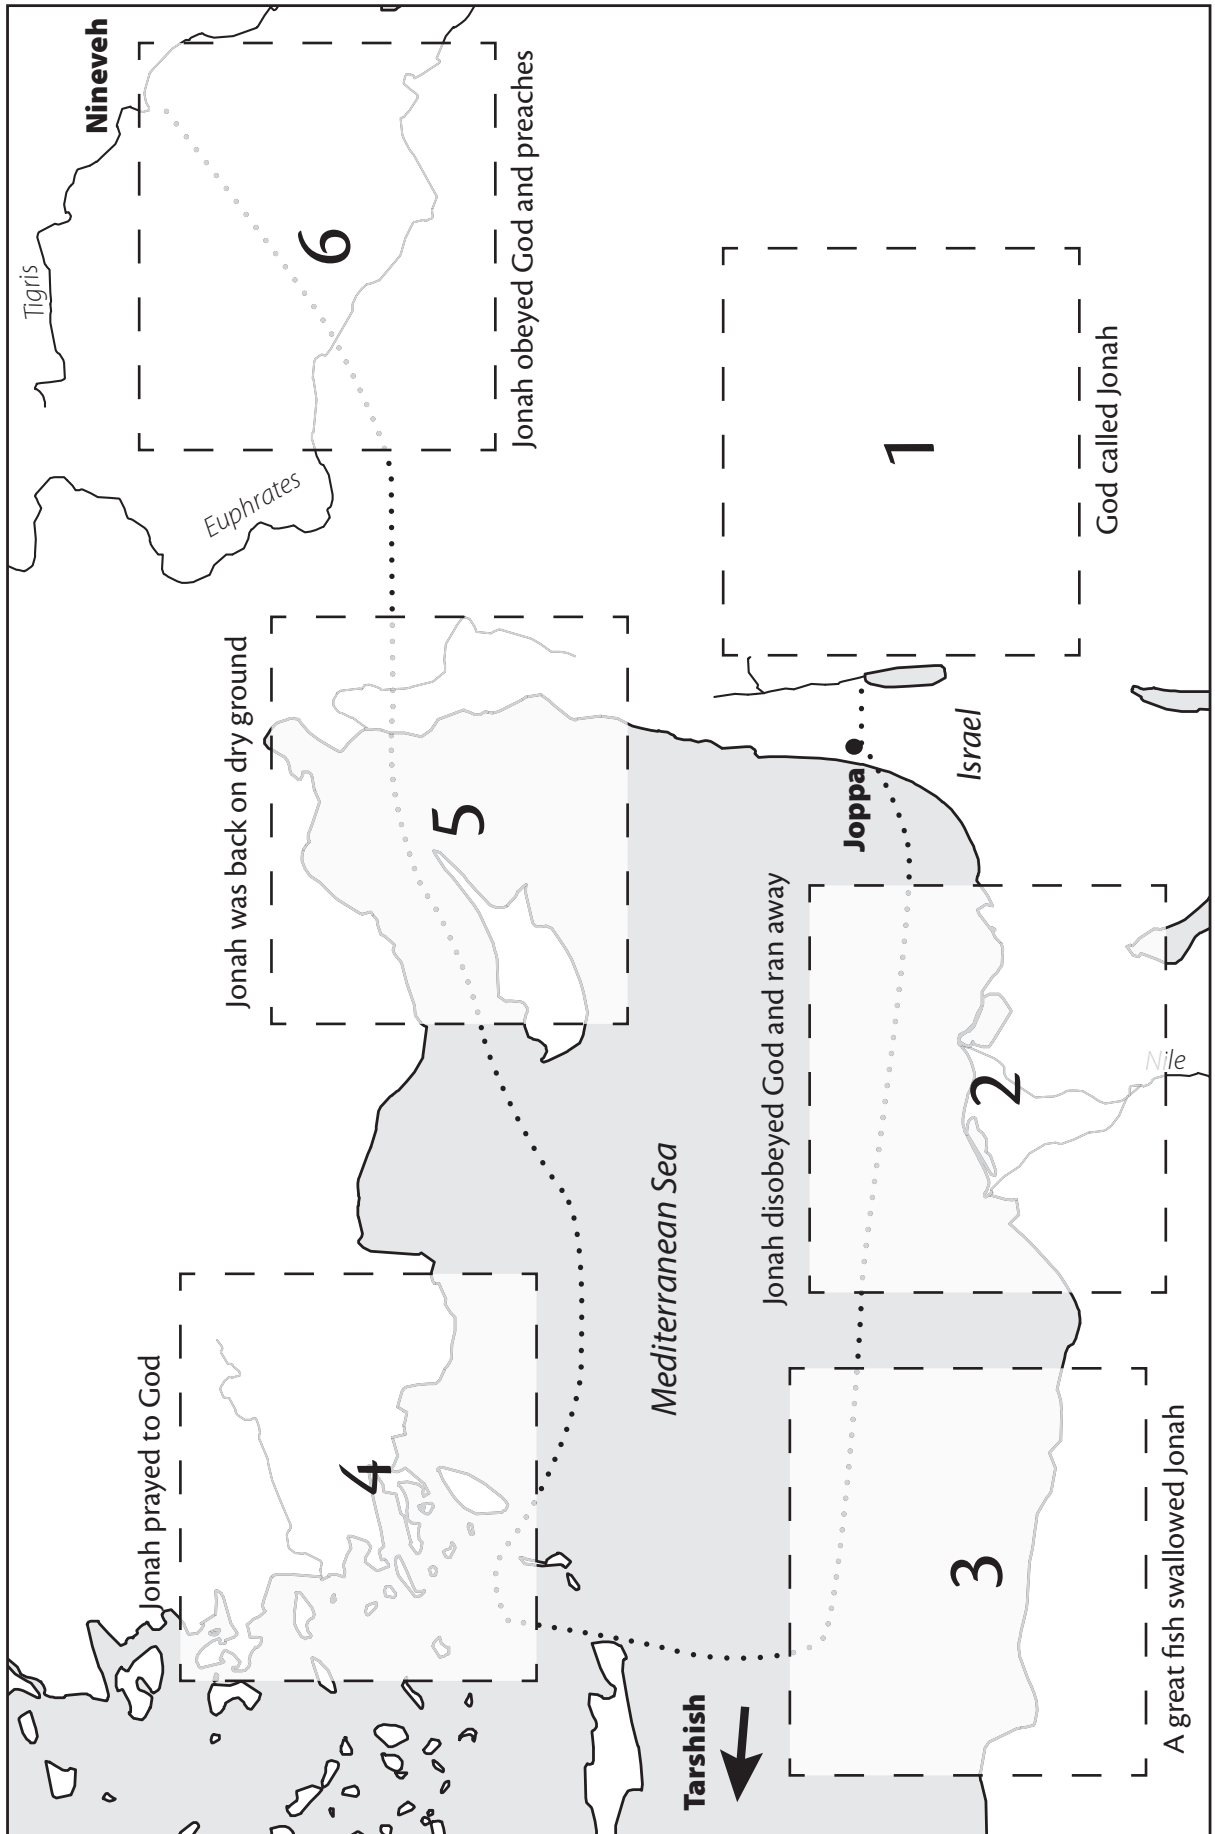 Nineveh
Tigris
Euphrates
6
Jonah obeyed God and preaches
Jonah was back on dry ground
5
Jonah prayed to God
4
Mediterranean Sea
Tarshish
Joppa
Israel
1
God called Jonah
Jonah disobeyed God and ran away
2
Nile
3
A great fish swallowed Jonah